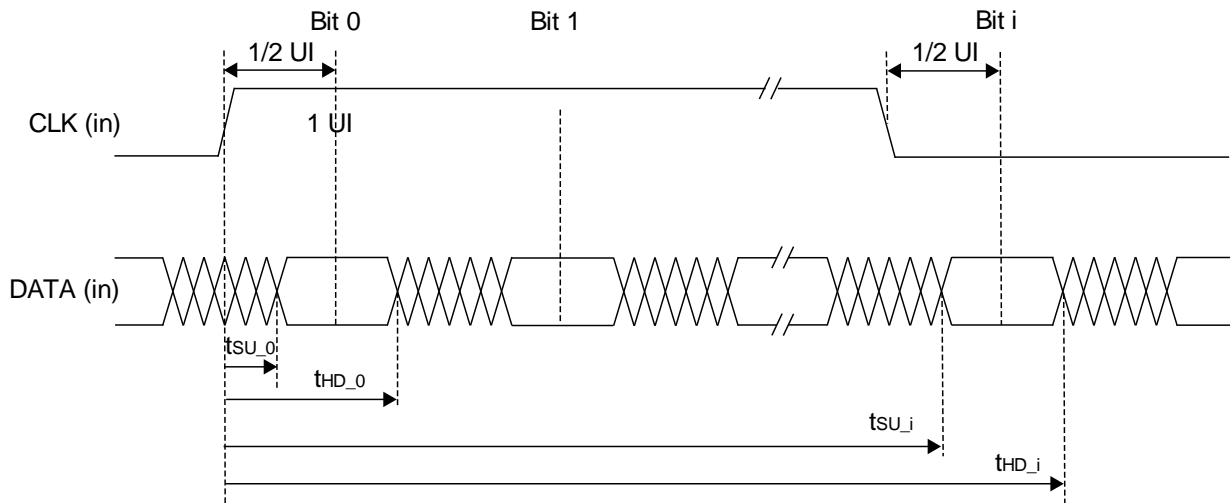 Bit 0
Bit 1
Bit i
1/2 UI
1/2 UI
CLK (in)
1 UI
DATA (in)
tSU_0
tHD_0
tSU_i
tHD_i